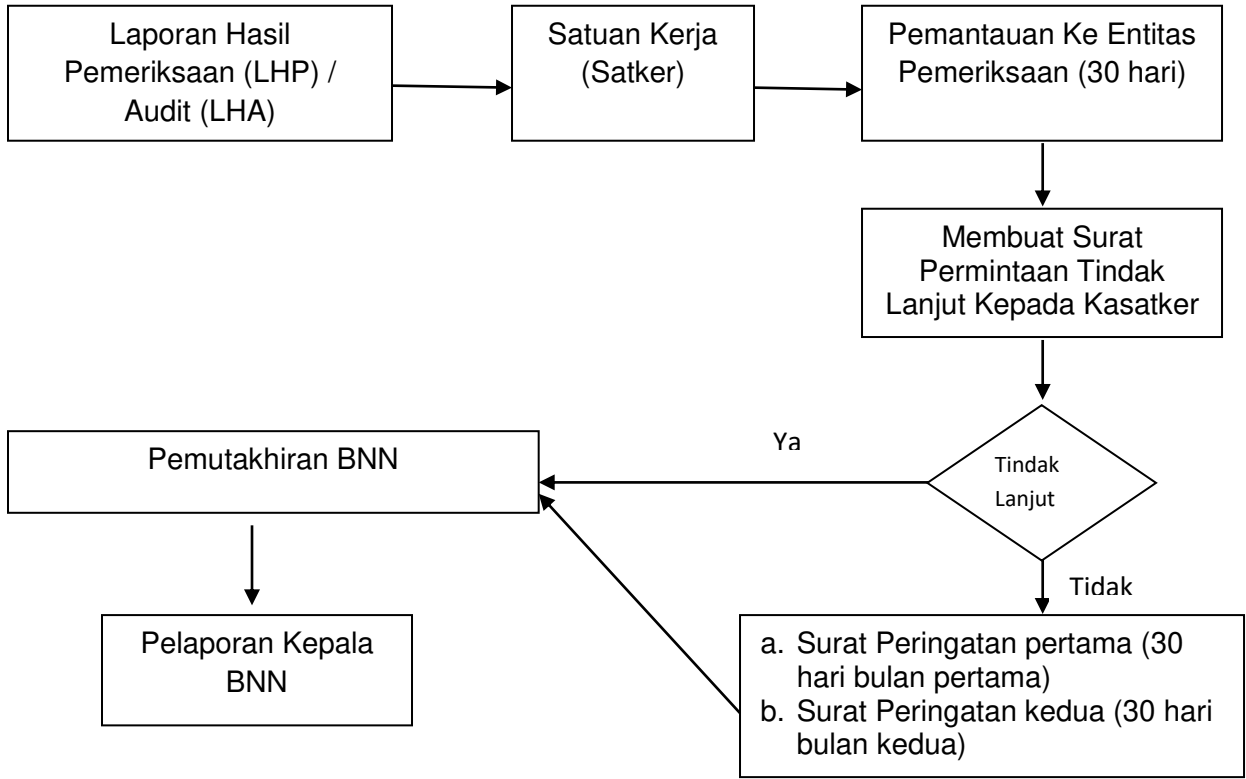 Laporan Hasil
Pemeriksaan (LHP) /
Audit (LHA)
Satuan Kerja
(Satker)
Pemantauan Ke Entitas
Pemeriksaan (30 hari)
Membuat Surat
Permintaan Tindak
Lanjut Kepada Kasatker
Tindak
Lanjut
Ya
Tidak
Pemutakhiran BNN
Pelaporan Kepala
BNN
a. Surat Peringatan pertama (30
hari bulan pertama)
b. Surat Peringatan kedua (30 hari
bulan kedua)